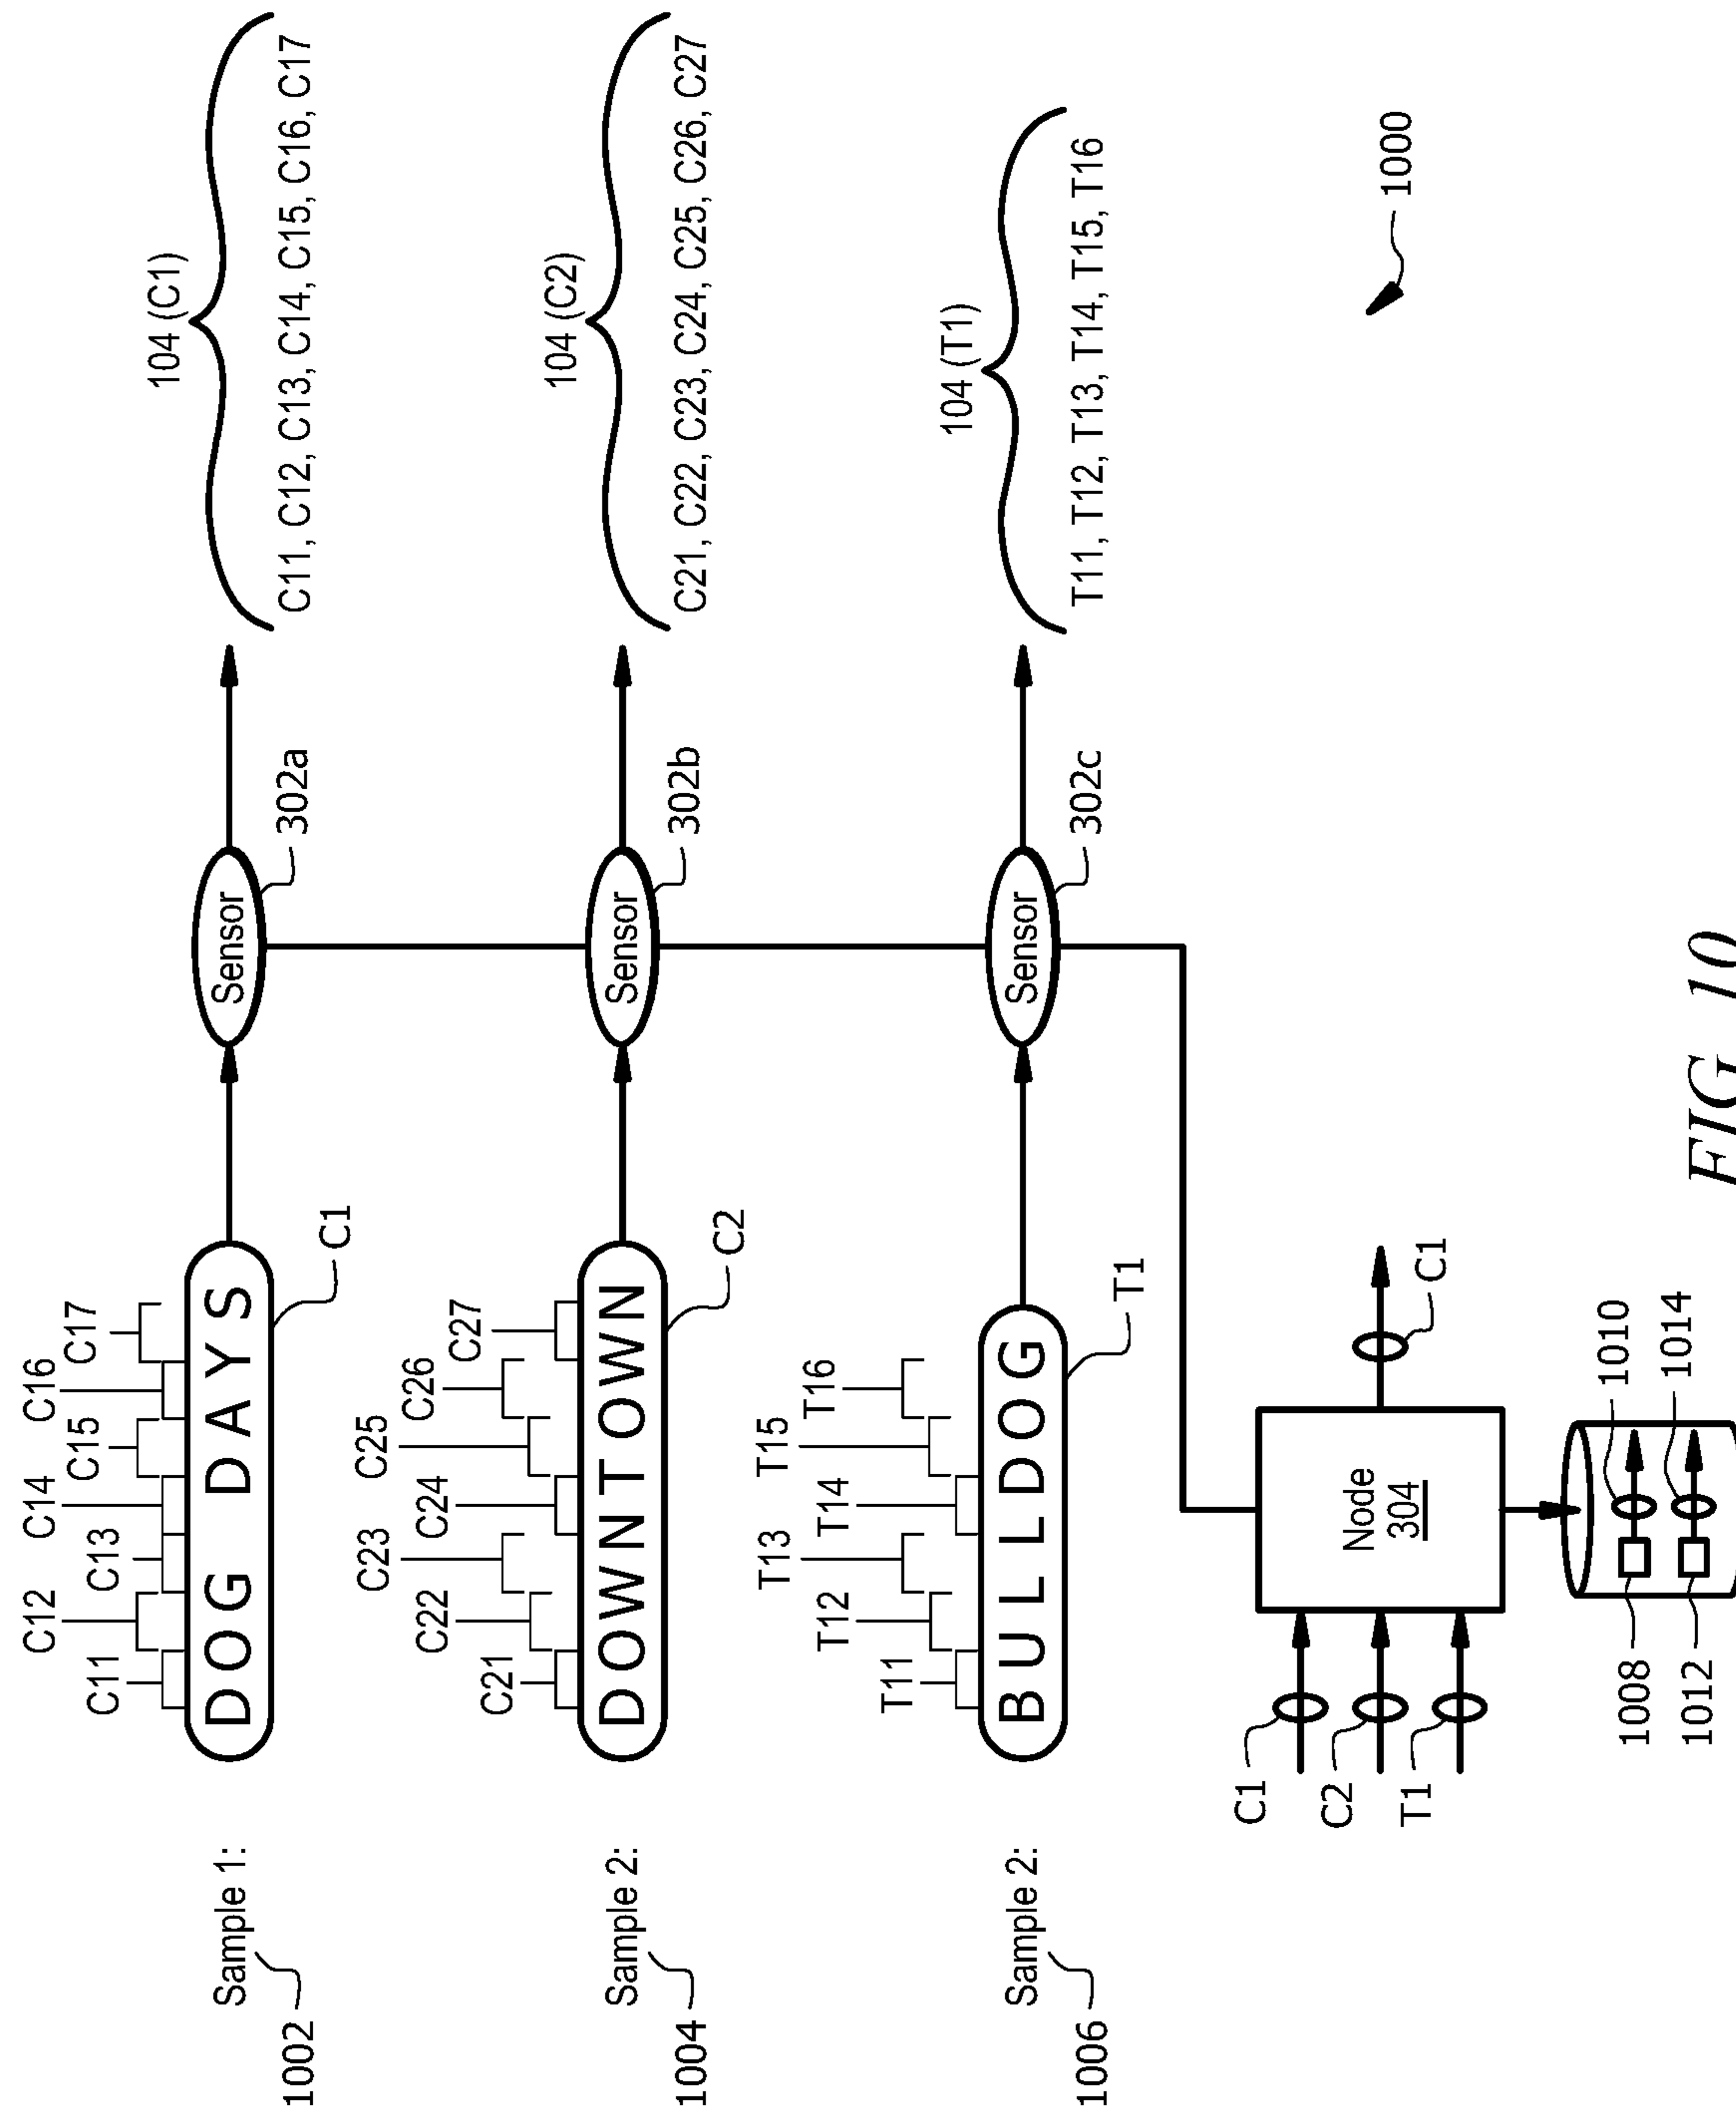 C11
C12
C13
C14
C15
C16
C17
Sample 1:
1002
DOG DAYS
C1
Sensor
302a
104 (C1)
C11, C12, C13, C14, C15, C16, C17
C21
C22
C23
C24
C25
C26
C27
Sample 2:
1004
DOWNTOWN
C2
Sensor
302b
104 (C2)
C21, C22, C23, C24, C25, C26, C27
T11
T12
T13
T14
T15
T16
Sample 2:
1006
BULLDOG
T1
Sensor
302c
104 (T1)
T11, T12, T13, T14, T15, T16
C1
C2
T1
Node
304
C1
1000
1008
1010
1012
1014
FIG. 10